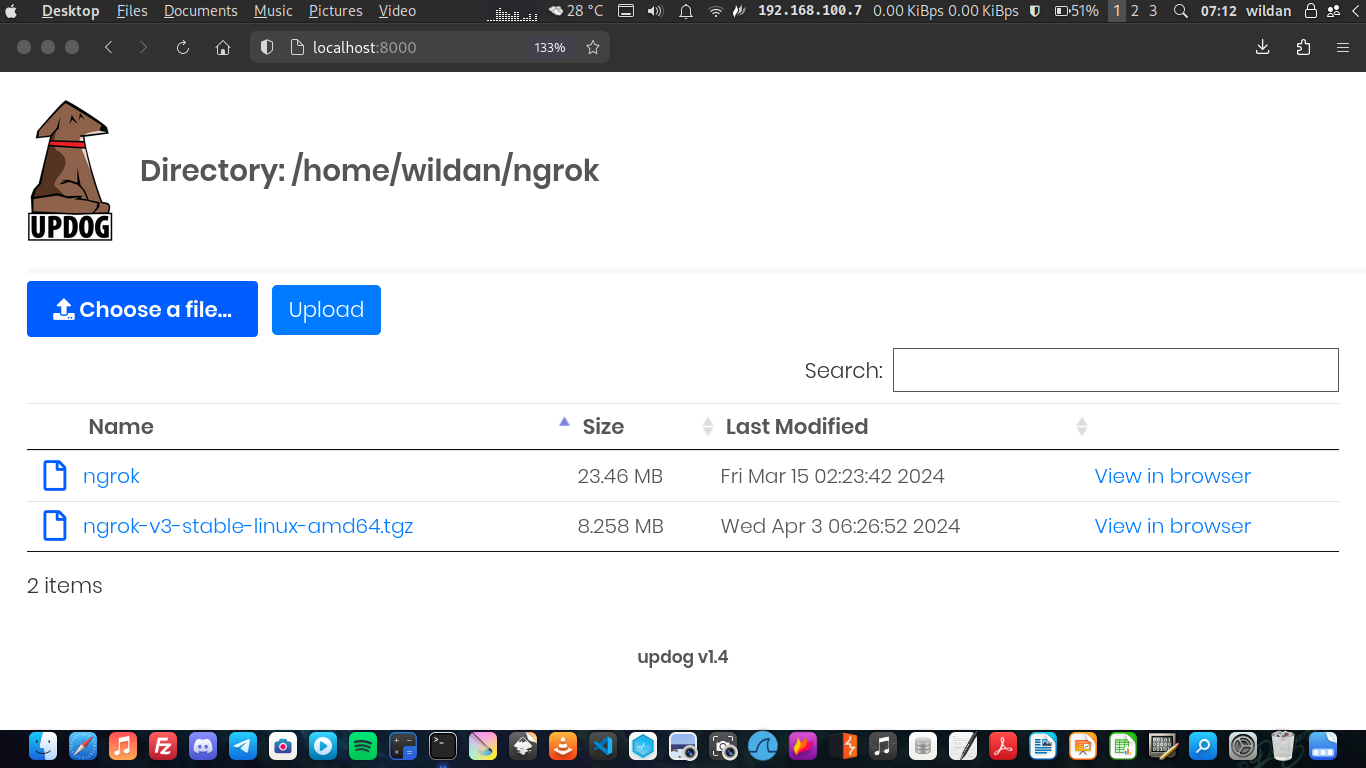 Desktop Files Documents Music Pictures Video 28 °C 192.168.100.7 0.00 KiBps 0.00 KiBps 51% 1 2 3 07:12 wildan
localhost:8000 133%
UPDOG
Directory: /home/wildan/ngrok
Choose a file... Upload
Search:
Name Size Last Modified
ngrok 23.46 MB Fri Mar 15 02:23:42 2024 View in browser
ngrok-v3-stable-linux-amd64.tgz 8.258 MB Wed Apr 3 06:26:52 2024 View in browser
2 items
updog v1.4